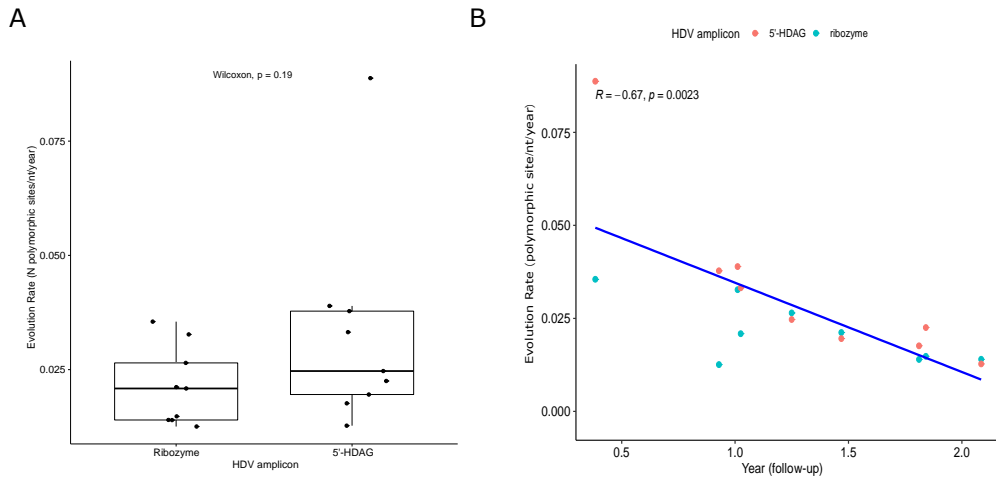 A
Wilcoxon, p = 0.19
Evolution Rate (N polymorphic sites/nt/year)
0.075
0.050
0.025
Ribozyme
5'-HDAG
HDV amplicon
B
HDV amplicon 5'-HDAG ribozyme
R = −0.67, p = 0.0023
Evolution Rate (polymorphic site/nt/year)
0.075
0.050
0.025
0.000
0.5
1.0
1.5
2.0
Year (follow-up)